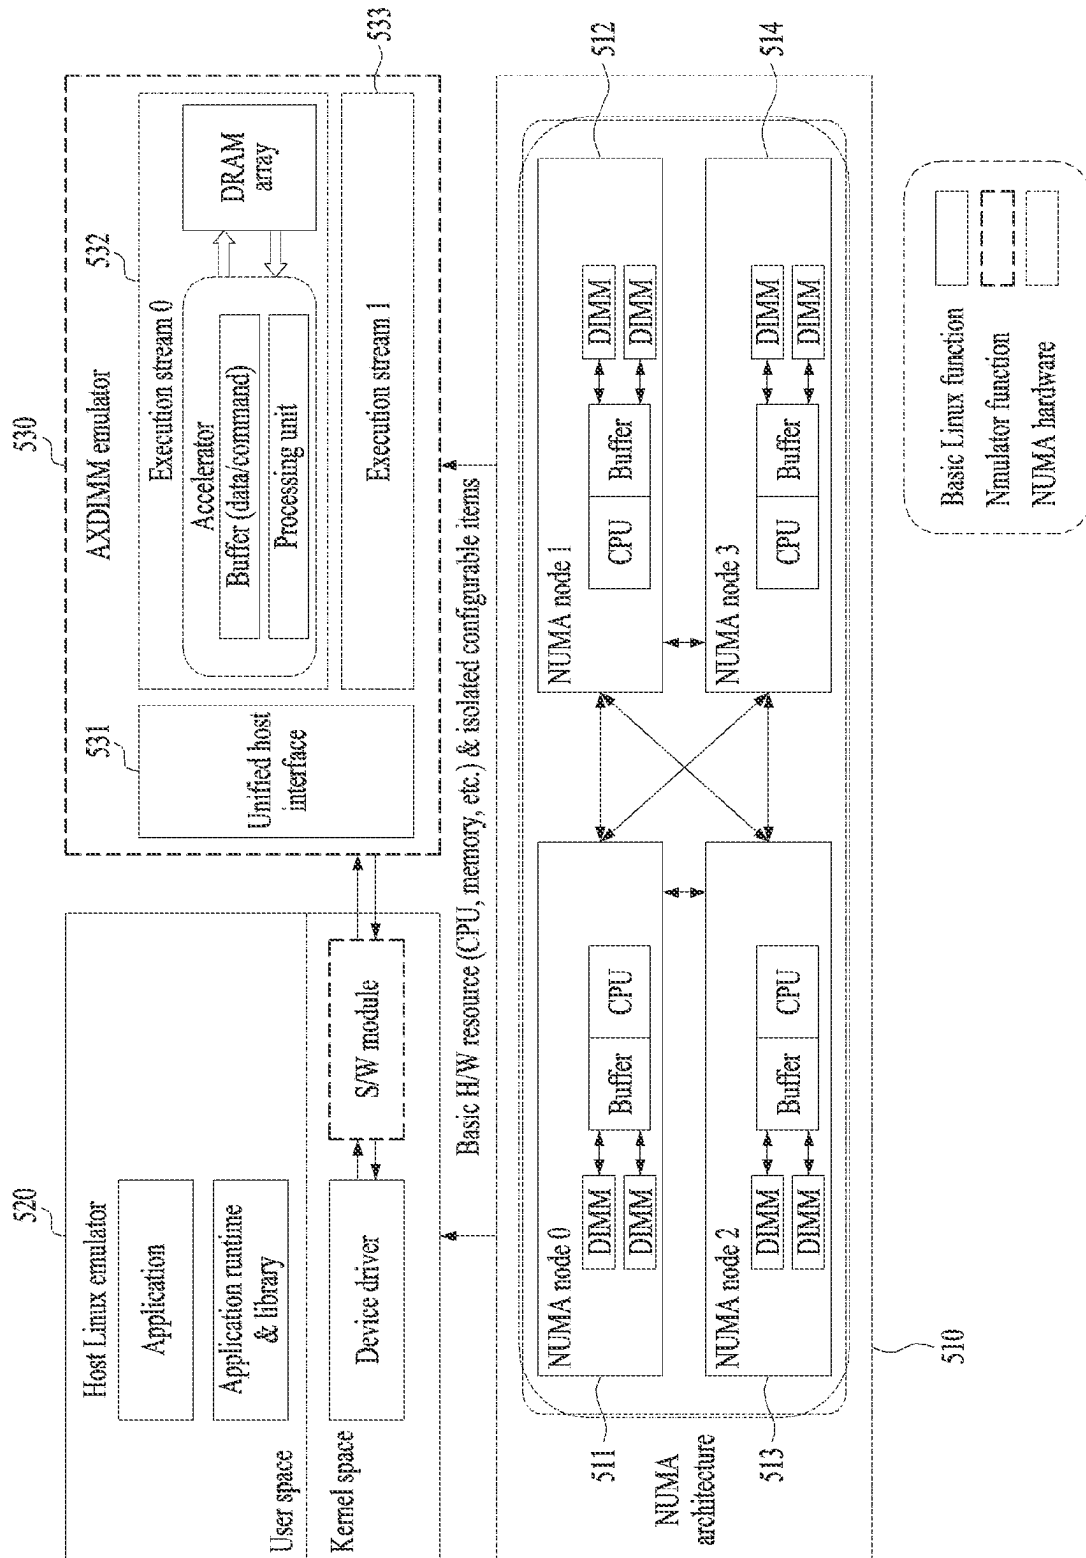 520
Host Linux emulator
Application
Application runtime
& library
User space
Kernel space
Device driver
S/W module
530
AXDIMM emulator
531
Unified host
interface
532
Execution stream 0
Accelerator
Buffer (data/command)
Processing unit
DRAM
array
Execution stream 1
533
Basic H/W resource (CPU, memory, etc.) & isolated configurable items
NUMA
architecture
510
511
NUMA node 0
DIMM
DIMM
Buffer
CPU
512
NUMA node 1
CPU
Buffer
DIMM
DIMM
513
NUMA node 2
DIMM
DIMM
Buffer
CPU
514
NUMA node 3
CPU
Buffer
DIMM
DIMM
Basic Linux function
Nmulator function
NUMA hardware